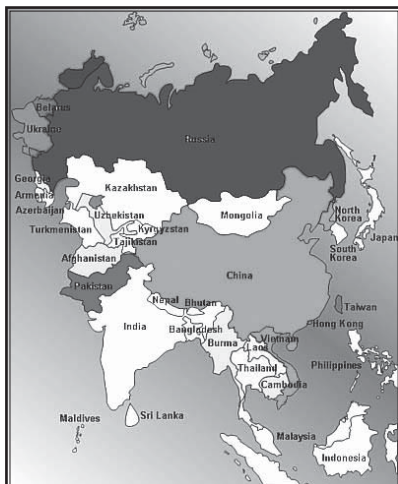 Belarus
Ukraine
Russia
Georgia
Armenia
Azerbaijan
Kazakhstan
Uzbekistan
Turkmenistan
Kyrgyzstan
Tajikistan
Mongolia
North
Korea
South
Korea
Japan
Afghanistan
Pakistan
China
Nepal
Bhutan
India
Bangladesh
Burma
Laos
Vietnam
Taiwan
Hong Kong
Thailand
Cambodia
Philippines
Maldives
Sri Lanka
Malaysia
Indonesia